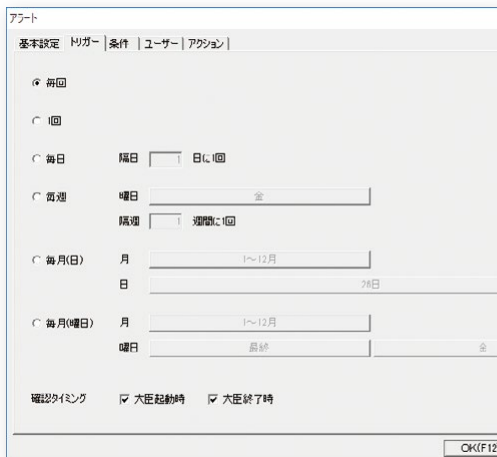 アラート
基本設定 トリガー 条件 ユーザー アクション
毎回
1回
毎日 隔日 1 日に1回
毎週 曜日 金
隔週 1 週間に1回
毎月(日) 月 1～12月
日 28日
毎月(曜日) 月 1～12月
曜日 最終 金
確認タイミング 大臣起動時 大臣終了時
OK(F12